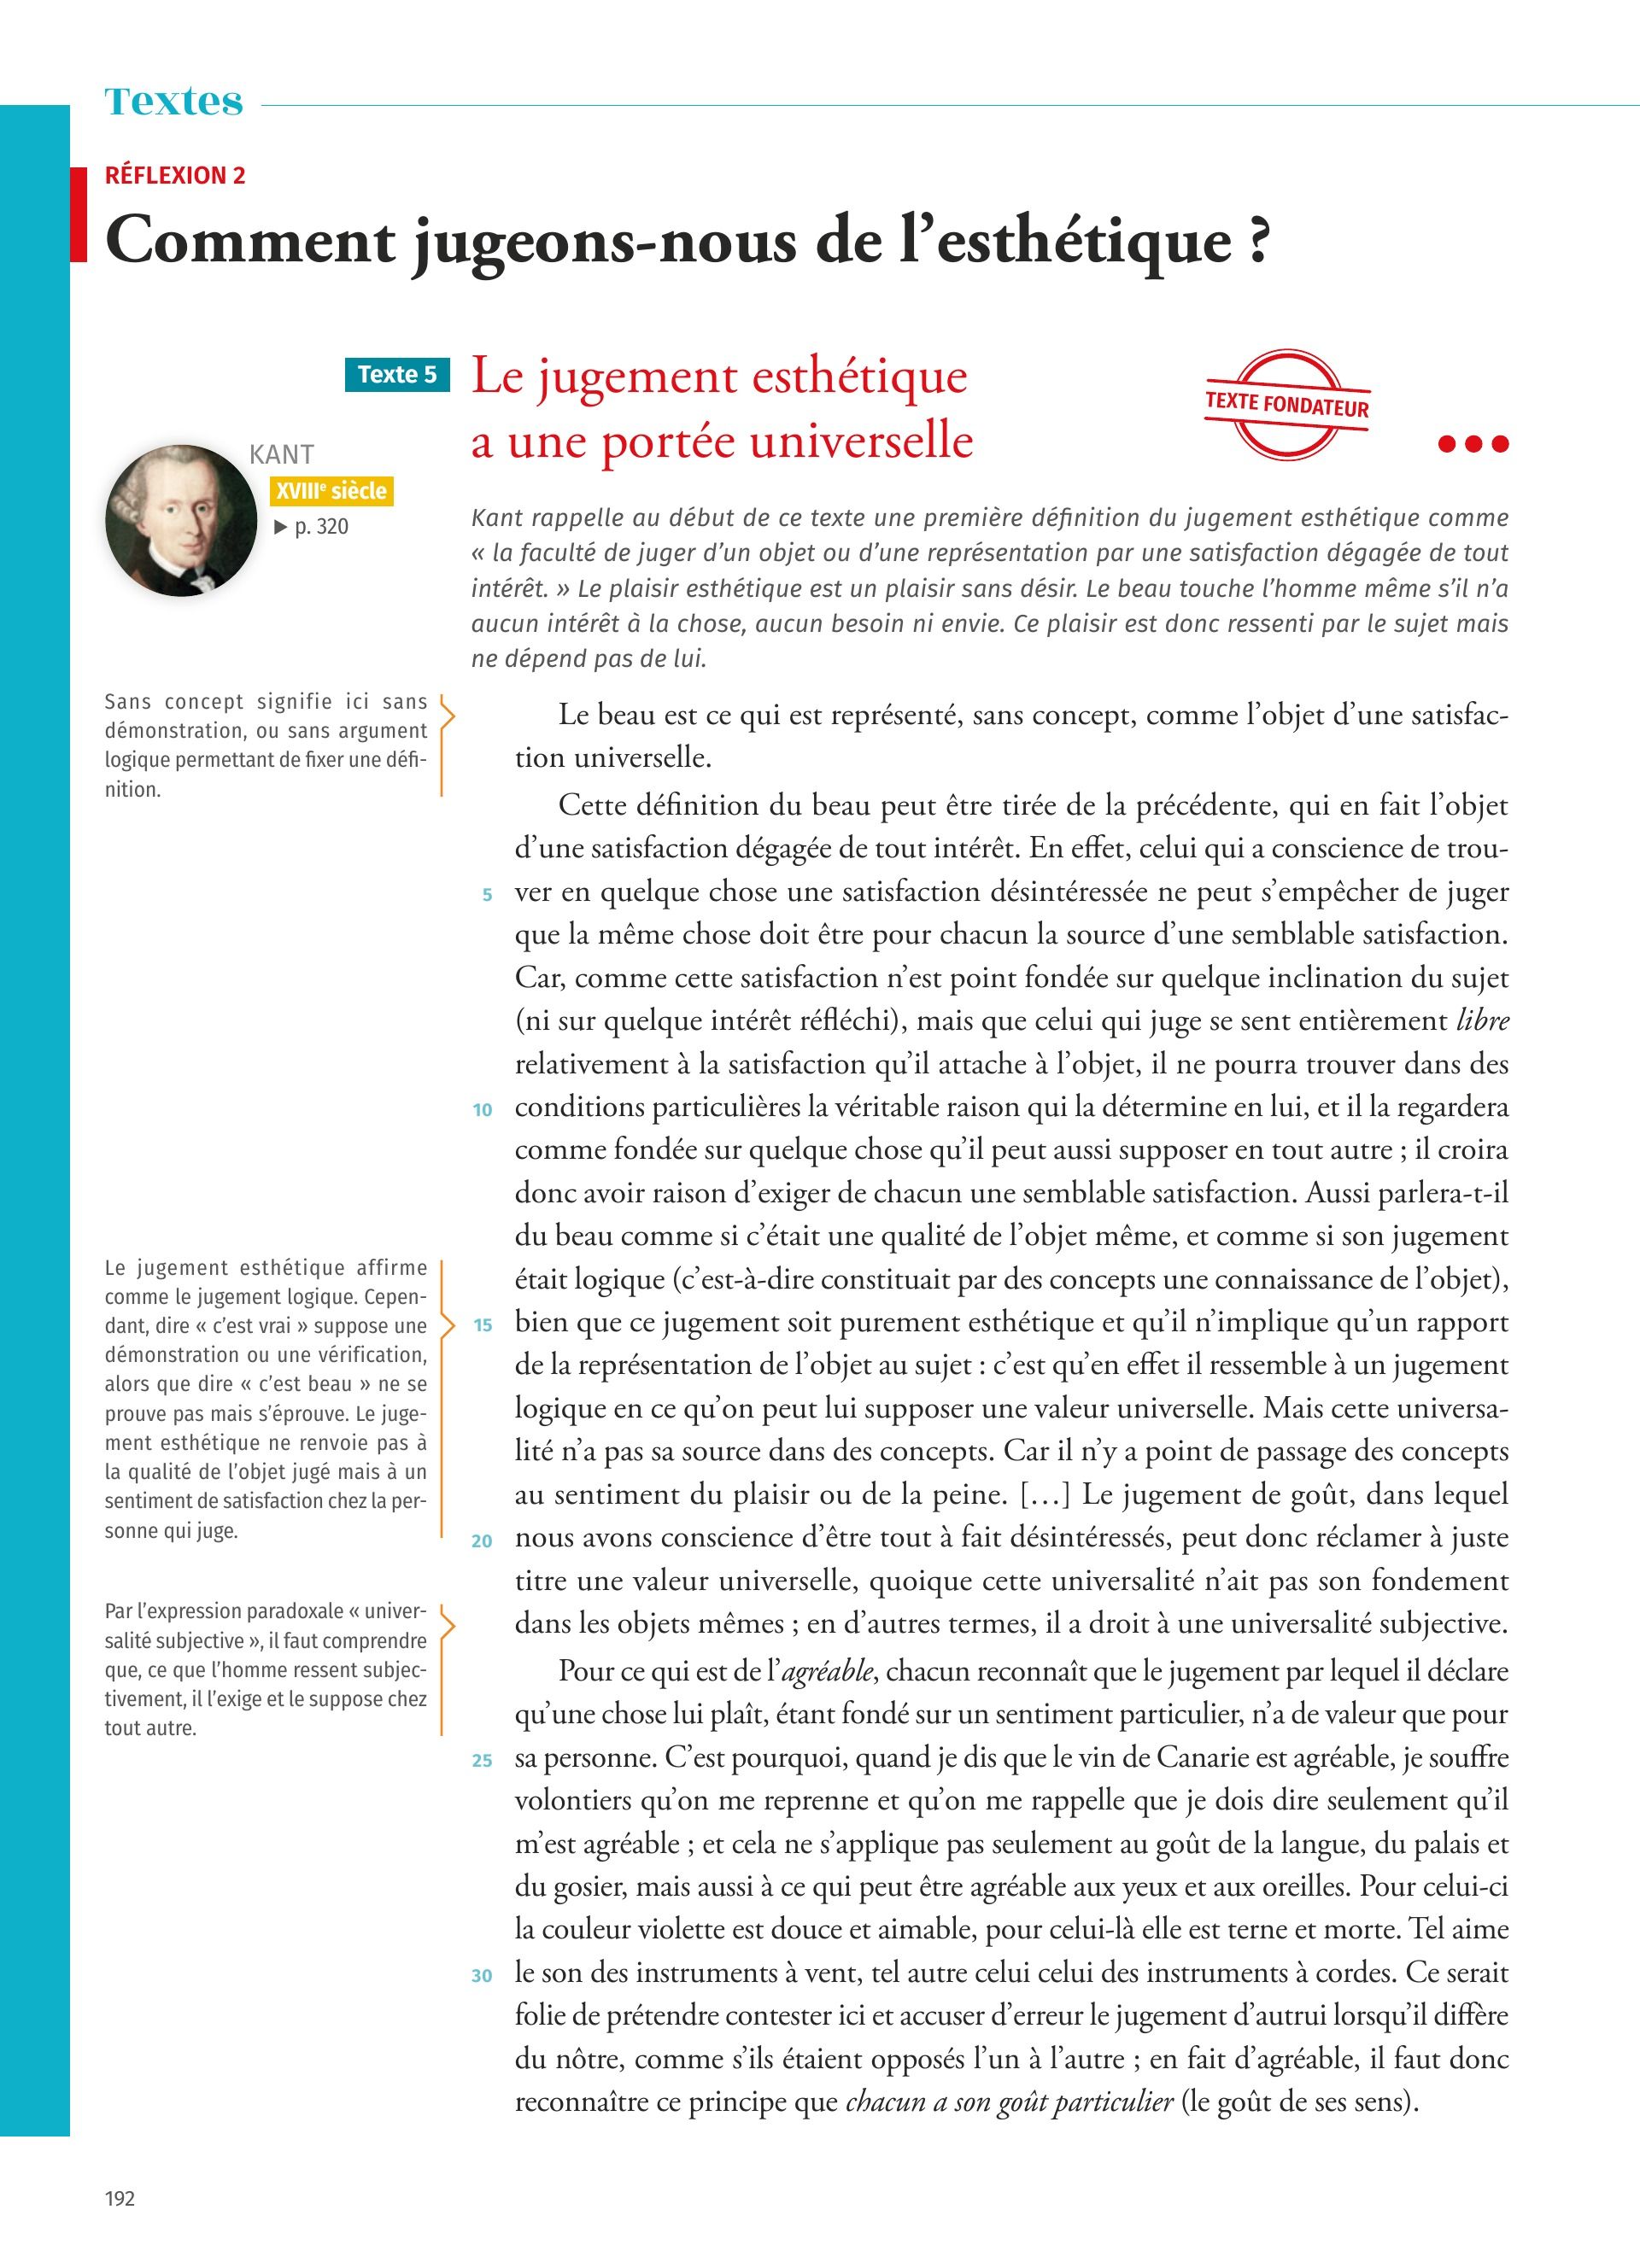 Textes
RÉFLEXION 2
Comment jugeons-nous de l’esthétique ?
Texte 5
Le jugement esthétique
a une portée universelle
TEXTE FONDATEUR
KANT
XVIIIe siècle
▶ p. 320
Kant rappelle au début de ce texte une première définition du jugement esthétique comme
« la faculté de juger d’un objet ou d’une représentation par une satisfaction dégagée de tout
intérêt. » Le plaisir esthétique est un plaisir sans désir. Le beau touche l’homme même s’il n’a
aucun intérêt à la chose, aucun besoin ni envie. Ce plaisir est donc ressenti par le sujet mais
ne dépend pas de lui.
Sans concept signifie ici sans
démonstration, ou sans argument
logique permettant de fixer une défi-
nition.
Le beau est ce qui est représenté, sans concept, comme l’objet d’une satisfac-
tion universelle.
Cette définition du beau peut être tirée de la précédente, qui en fait l’objet
d’une satisfaction dégagée de tout intérêt. En effet, celui qui a conscience de trou-
5 ver en quelque chose une satisfaction désintéressée ne peut s’empêcher de juger
que la même chose doit être pour chacun la source d’une semblable satisfaction.
Car, comme cette satisfaction n’est point fondée sur quelque inclination du sujet
(ni sur quelque intérêt réfléchi), mais que celui qui juge se sent entièrement libre
relativement à la satisfaction qu’il attache à l’objet, il ne pourra trouver dans des
10 conditions particulières la véritable raison qui la détermine en lui, et il la regardera
comme fondée sur quelque chose qu’il peut aussi supposer en tout autre ; il croira
donc avoir raison d’exiger de chacun une semblable satisfaction. Aussi parlera-t-il
du beau comme si c’était une qualité de l’objet même, et comme si son jugement
était logique (c’est-à-dire constituait par des concepts une connaissance de l’objet),
15 bien que ce jugement soit purement esthétique et qu’il n’implique qu’un rapport
de la représentation de l’objet au sujet : c’est qu’en effet il ressemble à un jugement
logique en ce qu’on peut lui supposer une valeur universelle. Mais cette universa-
lité n’a pas sa source dans des concepts. Car il n’y a point de passage des concepts
au sentiment du plaisir ou de la peine. […] Le jugement de goût, dans lequel
20 nous avons conscience d’être tout à fait désintéressés, peut donc réclamer à juste
titre une valeur universelle, quoique cette universalité n’ait pas son fondement
dans les objets mêmes ; en d’autres termes, il a droit à une universalité subjective.
Le jugement esthétique affirme
comme le jugement logique. Cepen-
dant, dire « c’est vrai » suppose une
démonstration ou une vérification,
alors que dire « c’est beau » ne se
prouve pas mais s’éprouve. Le juge-
ment esthétique ne renvoie pas à
la qualité de l’objet jugé mais à un
sentiment de satisfaction chez la per-
sonne qui juge.
Par l’expression paradoxale « univer-
salité subjective », il faut comprendre
que, ce que l’homme ressent subjec-
tivement, il l’exige et le suppose chez
tout autre.
Pour ce qui est de l’agréable, chacun reconnaît que le jugement par lequel il déclare
qu’une chose lui plaît, étant fondé sur un sentiment particulier, n’a de valeur que pour
25 sa personne. C’est pourquoi, quand je dis que le vin de Canarie est agréable, je souffre
volontiers qu’on me reprenne et qu’on me rappelle que je dois dire seulement qu’il
m’est agréable ; et cela ne s’applique pas seulement au goût de la langue, du palais et
du gosier, mais aussi à ce qui peut être agréable aux yeux et aux oreilles. Pour celui-ci
la couleur violette est douce et aimable, pour celui-là elle est terne et morte. Tel aime
30 le son des instruments à vent, tel autre celui celui des instruments à cordes. Ce serait
folie de prétendre contester ici et accuser d’erreur le jugement d’autrui lorsqu’il diffère
du nôtre, comme s’ils étaient opposés l’un à l’autre ; en fait d’agréable, il faut donc
reconnaître ce principe que chacun a son goût particulier (le goût de ses sens).
192